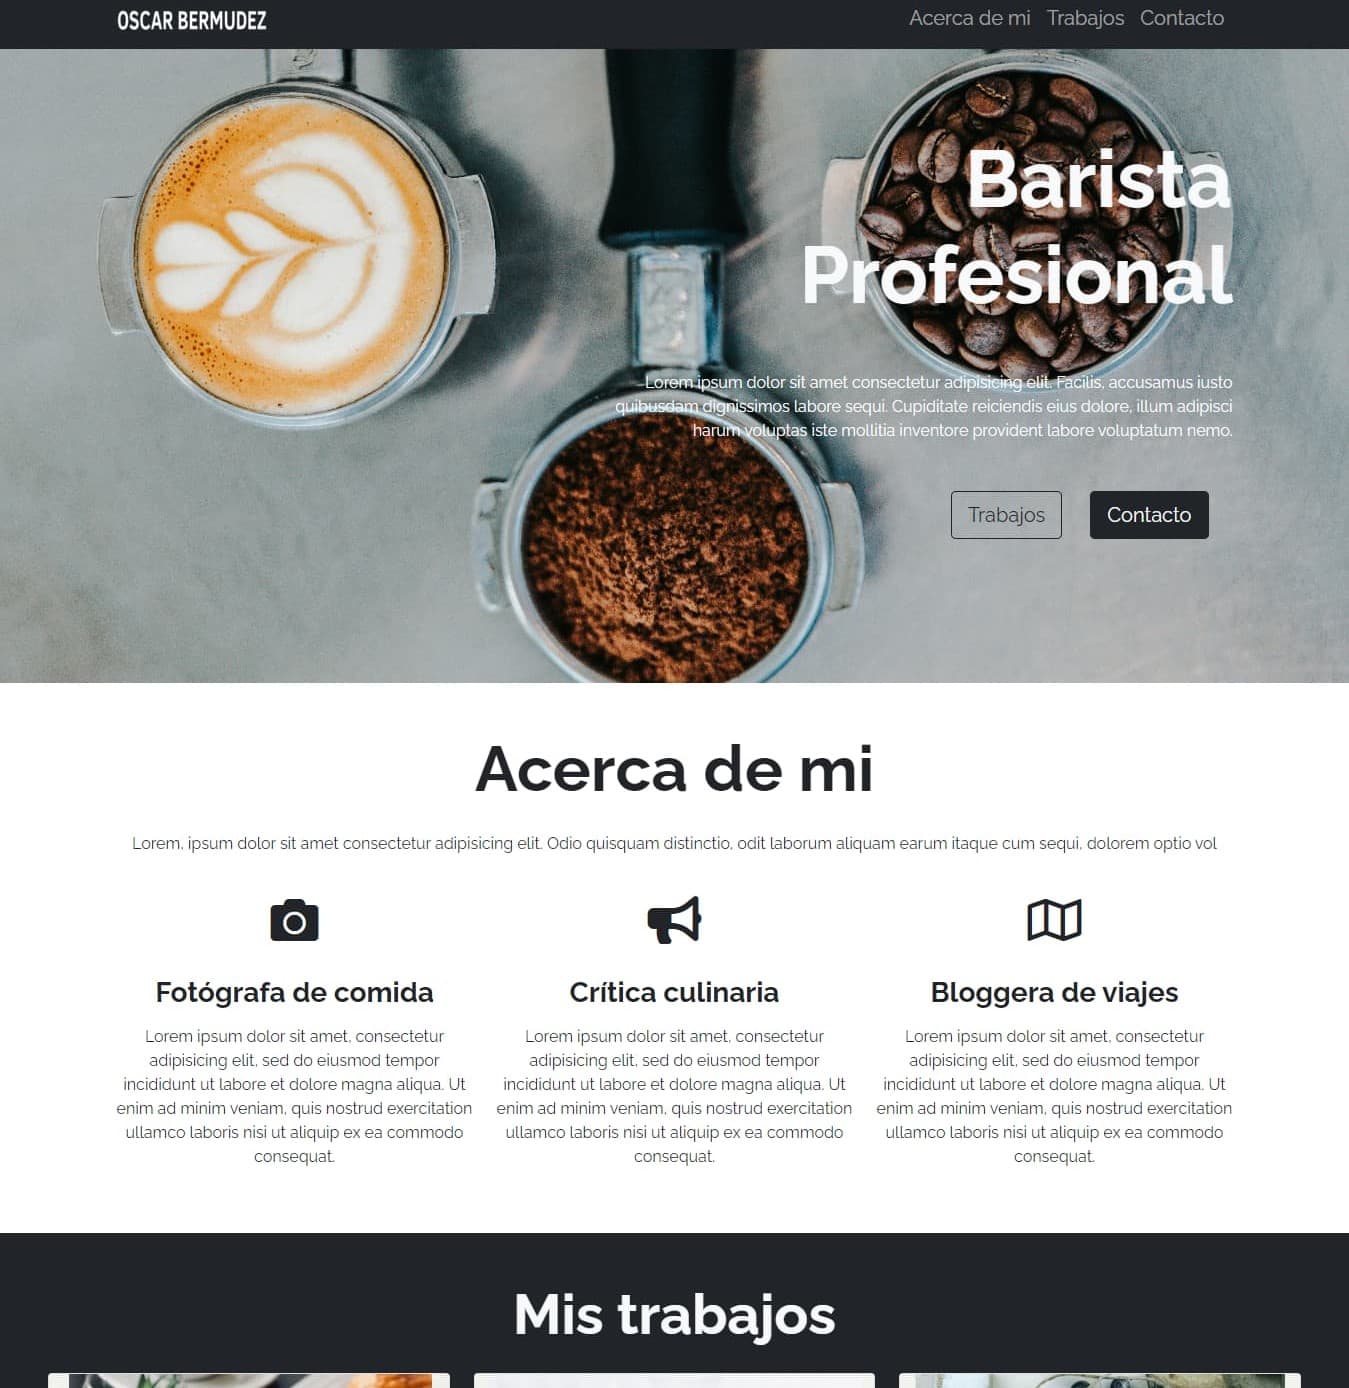 OSCAR BERMUDEZ
Acerca de mi Trabajos Contacto
Barista
Profesional
Lorem ipsum dolor sit amet consectetur adipisicing elit. Facilis, accusamus iusto
quibusdam dignissimos labore sequi. Cupiditate reiciendis eius dolore, illum adipisci
harum voluptas iste mollitia inventore provident labore voluptatum nemo.
Trabajos Contacto
Acerca de mi
Lorem, ipsum dolor sit amet consectetur adipisicing elit. Odio quisquam distinctio, odit laborum aliquam earum itaque cum sequi, dolorem optio vol
Fotógrafa de comida
Lorem ipsum dolor sit amet, consectetur
adipisicing elit, sed do eiusmod tempor
incididunt ut labore et dolore magna aliqua. Ut
enim ad minim veniam, quis nostrud exercitation
ullamco laboris nisi ut aliquip ex ea commodo
consequat.
Crítica culinaria
Lorem ipsum dolor sit amet, consectetur
adipisicing elit, sed do eiusmod tempor
incididunt ut labore et dolore magna aliqua. Ut
enim ad minim veniam, quis nostrud exercitation
ullamco laboris nisi ut aliquip ex ea commodo
consequat.
Bloggera de viajes
Lorem ipsum dolor sit amet, consectetur
adipisicing elit, sed do eiusmod tempor
incididunt ut labore et dolore magna aliqua. Ut
enim ad minim veniam, quis nostrud exercitation
ullamco laboris nisi ut aliquip ex ea commodo
consequat.
Mis trabajos